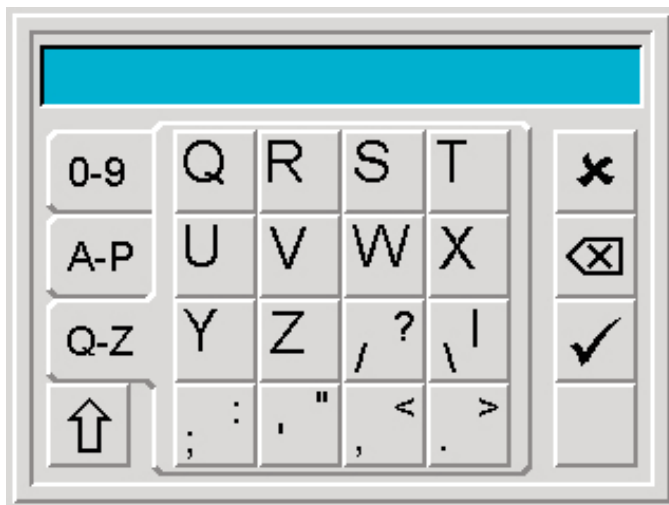 0-9 Q R S T
A-P U V W X
Q-Z Y Z / ? \ |
; : ' " , < . >